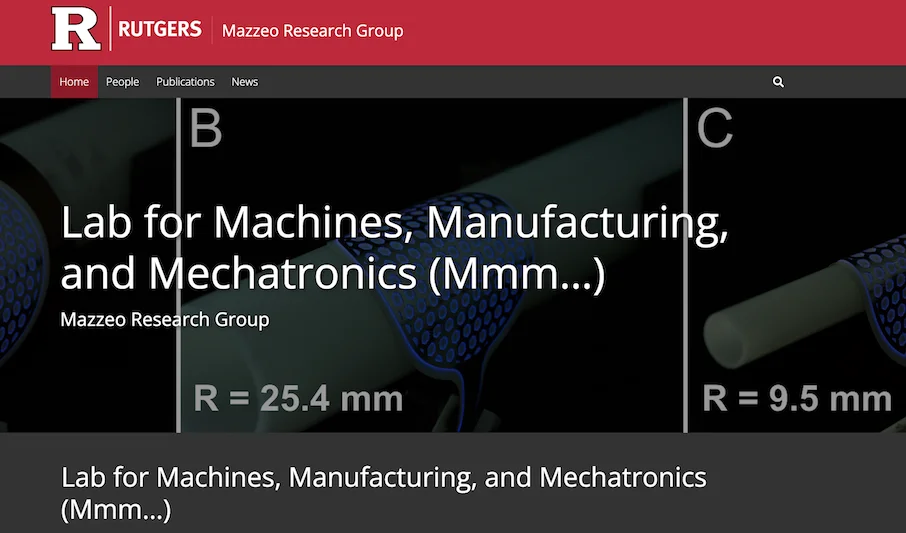 R RUTGERS Mazzeo Research Group
Home People Publications News
B
C
Lab for Machines, Manufacturing,
and Mechatronics (Mmm...)
Mazzeo Research Group
R = 25.4 mm
R = 9.5 mm
Lab for Machines, Manufacturing, and Mechatronics
(Mmm...)